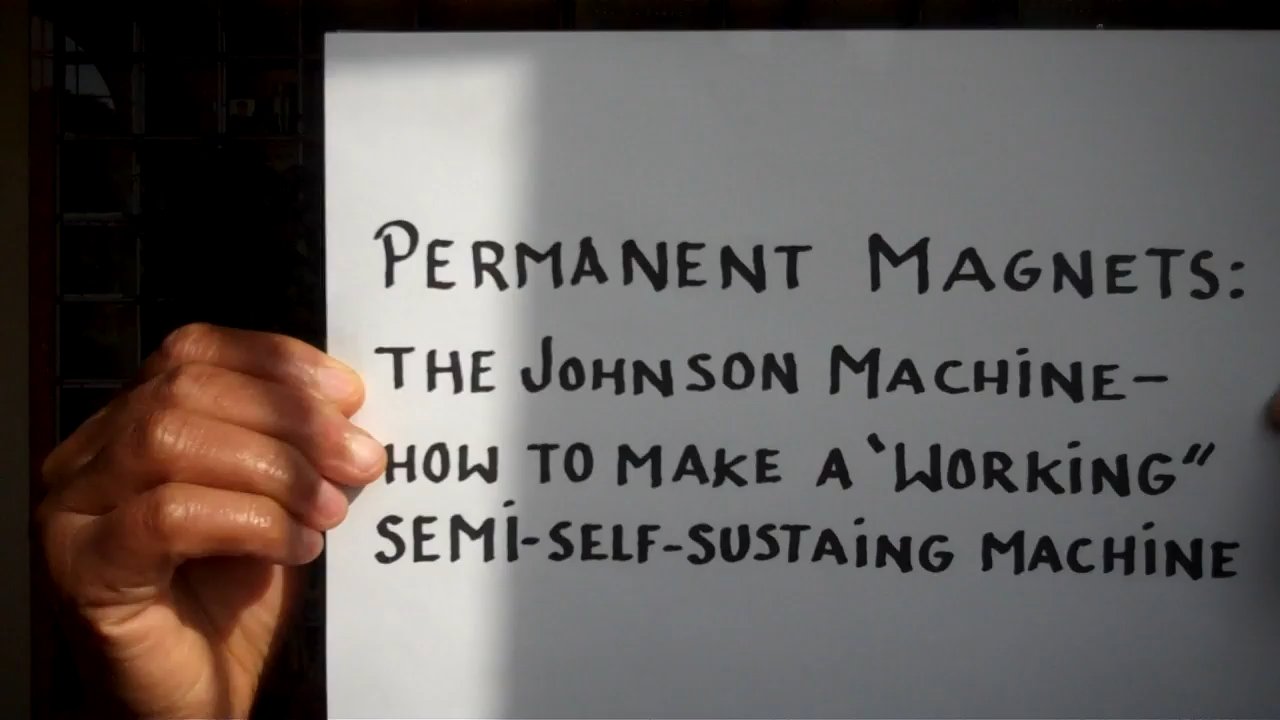 PERMANENT MAGNETS:
THE JOHNSON MACHINE-
HOW TO MAKE A "WORKING"
SEMI-SELF-SUSTAING MACHINE